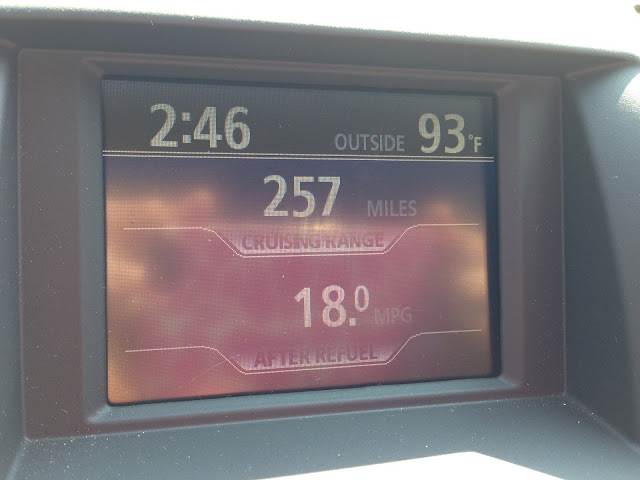 2:46 OUTSIDE 93°F
257 MILES
CRUISING RANGE
18.0 MPG
AFTER REFUEL